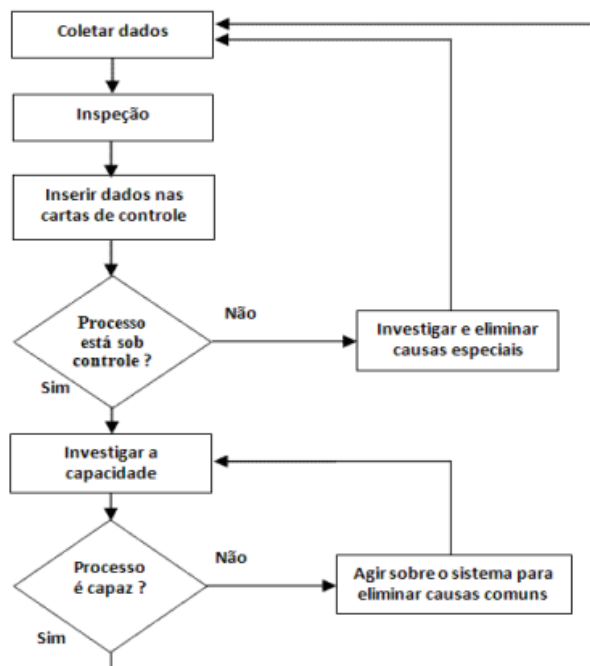 Coletar dados
Inspeção
Inserir dados nas
cartas de controle
Processo
está sob
controle ?
Não
Investigar e eliminar
causas especiais
Sim
Investigar a
capacidade
Processo
é capaz ?
Não
Agir sobre o sistema para
eliminar causas comuns
Sim